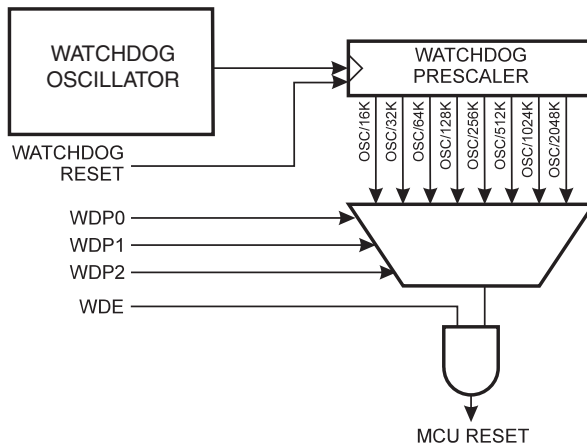 WATCHDOG
OSCILLATOR
WATCHDOG
PRESCALER
WATCHDOG
RESET
OSC/16K
OSC/32K
OSC/64K
OSC/128K
OSC/256K
OSC/512K
OSC/1024K
OSC/2048K
WDP0
WDP1
WDP2
WDE
MCU RESET